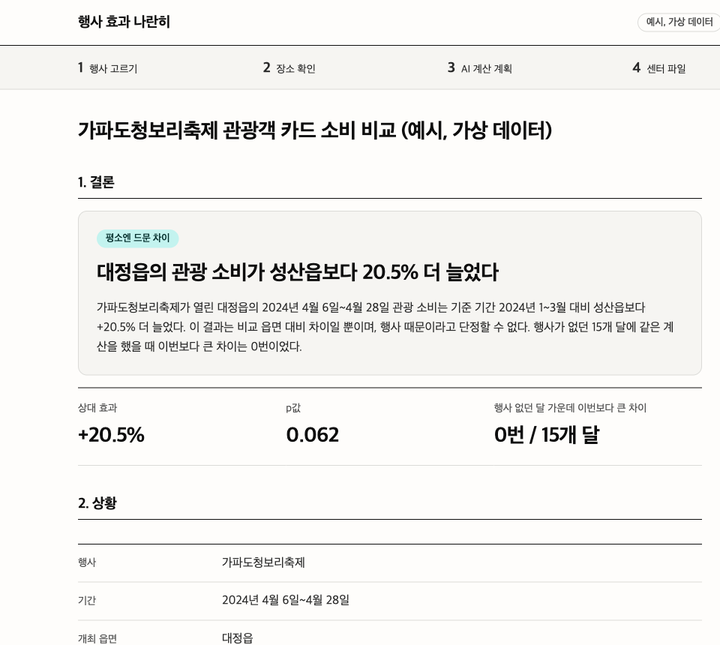 행사 효과 나란히
예시, 가상 데이터
1 행사 고르기
2 장소 확인
3 AI 계산 계획
4 센터 파일
가파도청보리축제 관광객 카드 소비 비교 (예시, 가상 데이터)
1. 결론
평소엔 드문 차이
대정읍의 관광 소비가 성산읍보다 20.5% 더 늘었다
가파도청보리축제가 열린 대정읍의 2024년 4월 6일~4월 28일 관광 소비는 기준 기간 2024년 1~3월 대비 성산읍보다
+20.5% 더 늘었다. 이 결과는 비교 읍면 대비 차이일 뿐이며, 행사 때문이라고 단정할 수 없다. 행사가 없던 15개 달에 같은 계
산을 했을 때 이번보다 큰 차이는 0번이었다.
상대 효과
p값
행사 없던 달 가운데 이번보다 큰 차이
+20.5%
0.062
0번 / 15개 달
2. 상황
행사
가파도청보리축제
기간
2024년 4월 6일~4월 28일
개최 읍면
대정읍